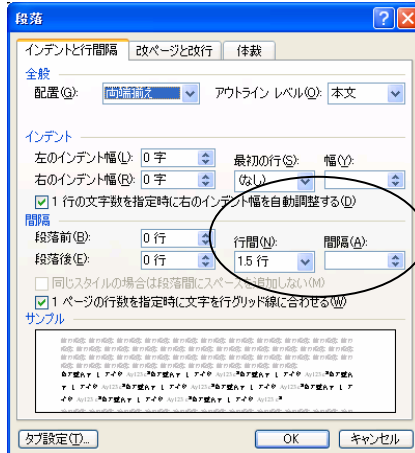 段落
インデントと行間隔 改ページと改行 体裁
全般
配置(G): 両端揃え アウトライン レベル(O): 本文
インデント
左のインデント幅(L): 0 字 最初の行(S): 幅(Y):
右のインデント幅(R): 0 字 (なし)
1 行の文字数を指定時に右のインデント幅を自動調整する(D)
間隔
段落前(B): 0 行 行間(N): 間隔(A):
段落後(E): 0 行 1.5 行
同じスタイルの場合は段落間にスペースを追加しない(M)
1 ページの行数を指定時に文字を行グリッド線に合わせる(W)
サンプル
タブ設定(T)... OK キャンセル